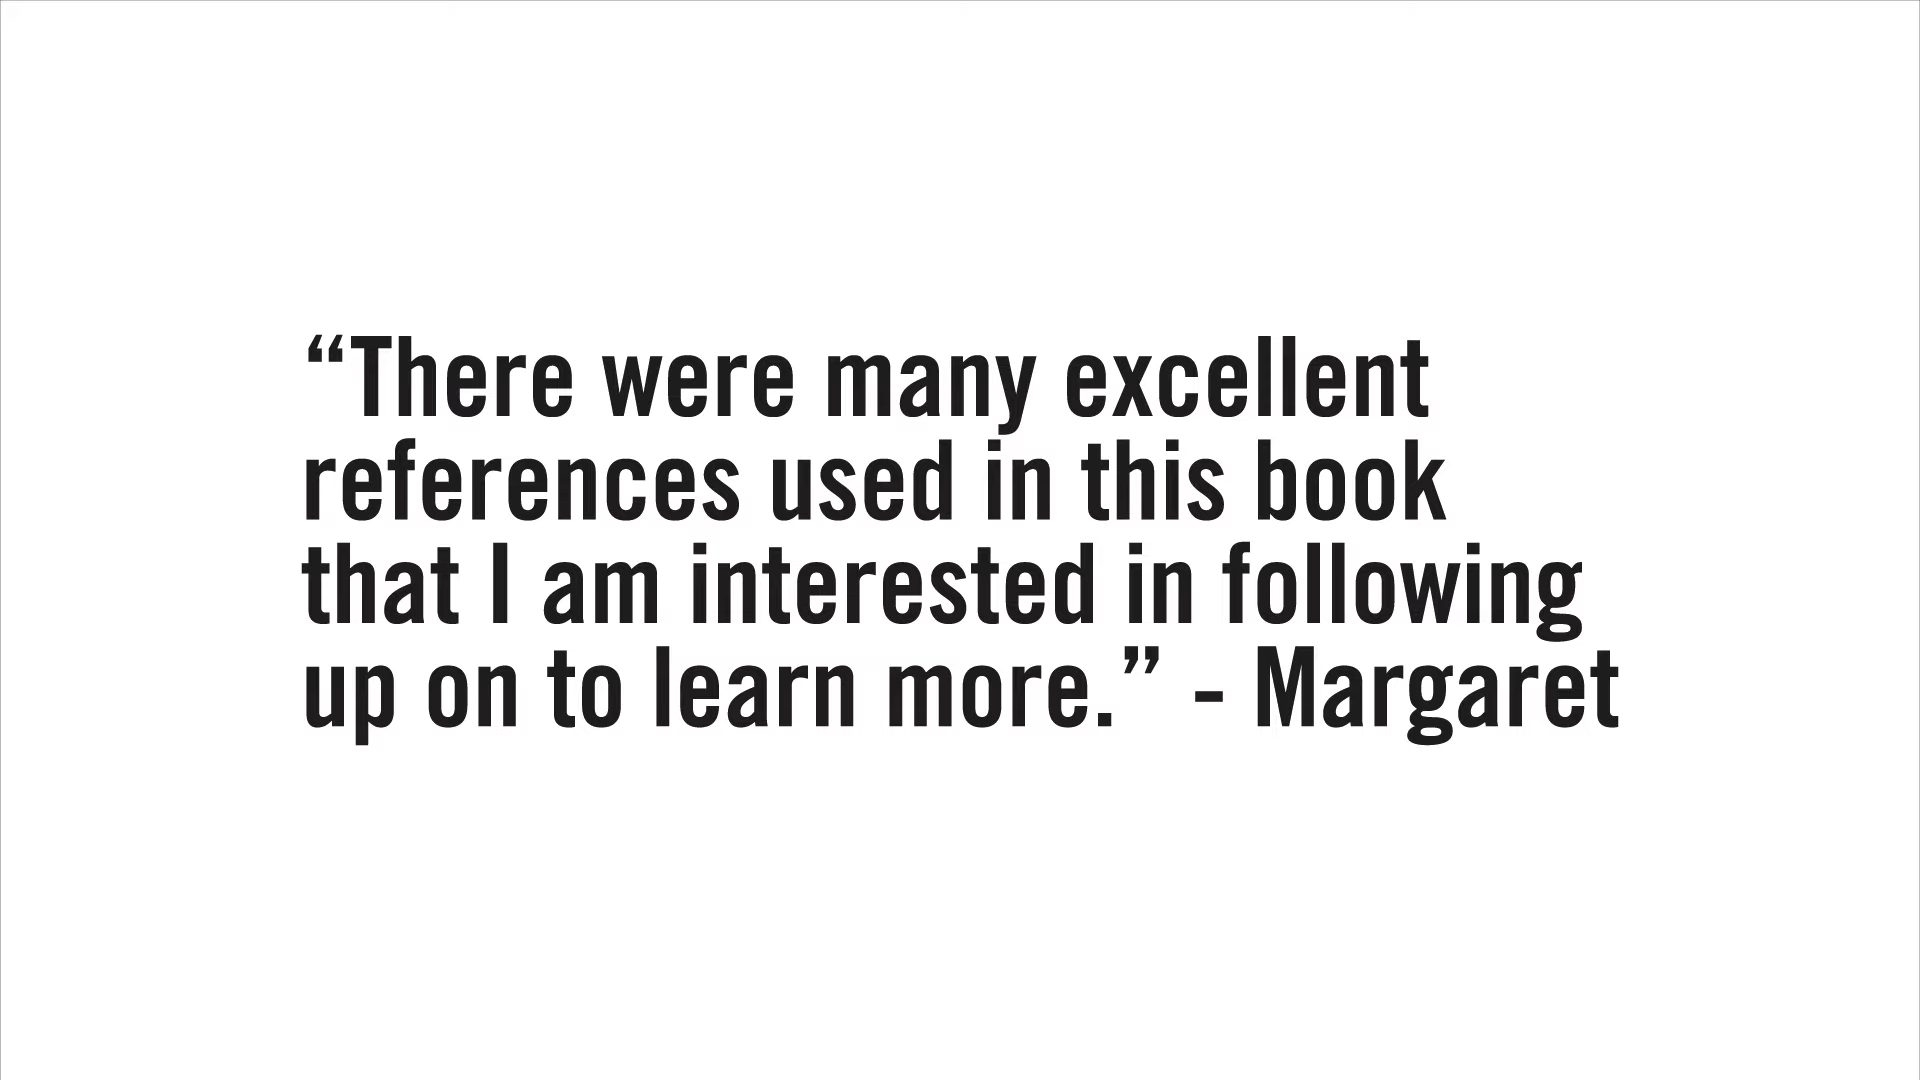 “There were many excellent
references used in this book
that I am interested in following
up on to learn more.” - Margaret